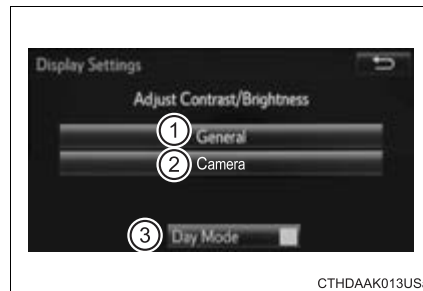 Display Settings
Adjust Contrast/Brightness
1 General
2 Camera
3 Day Mode
CTHDAAK013US